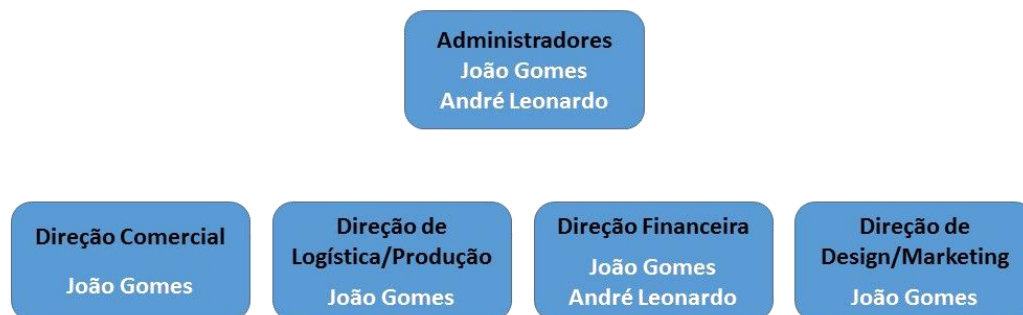 Administradores
João Gomes
André Leonardo
Direção Comercial
João Gomes
Direção de
Logística/Produção
João Gomes
Direção Financeira
João Gomes
André Leonardo
Direção de
Design/Marketing
João Gomes